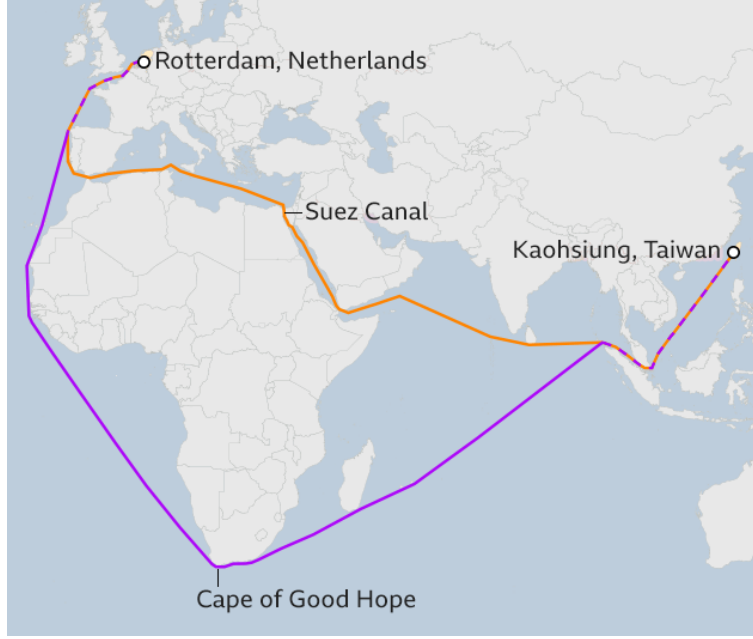 Rotterdam, Netherlands
Suez Canal
Kaohsiung, Taiwan
Cape of Good Hope